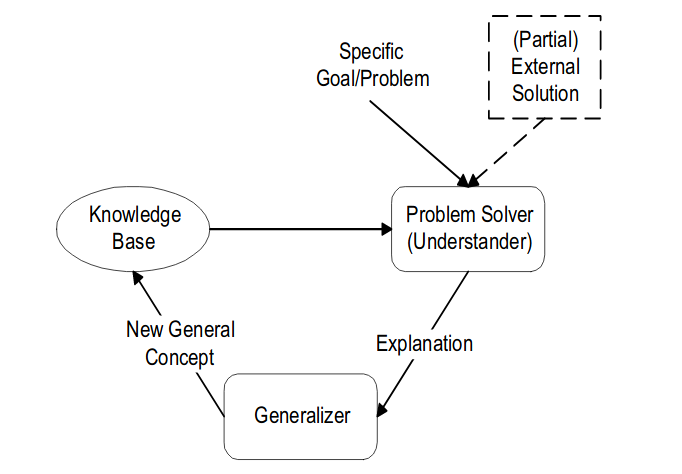 Specific
Goal/Problem
(Partial)
External
Solution
Knowledge
Base
Problem Solver
(Understander)
New General
Concept
Explanation
Generalizer